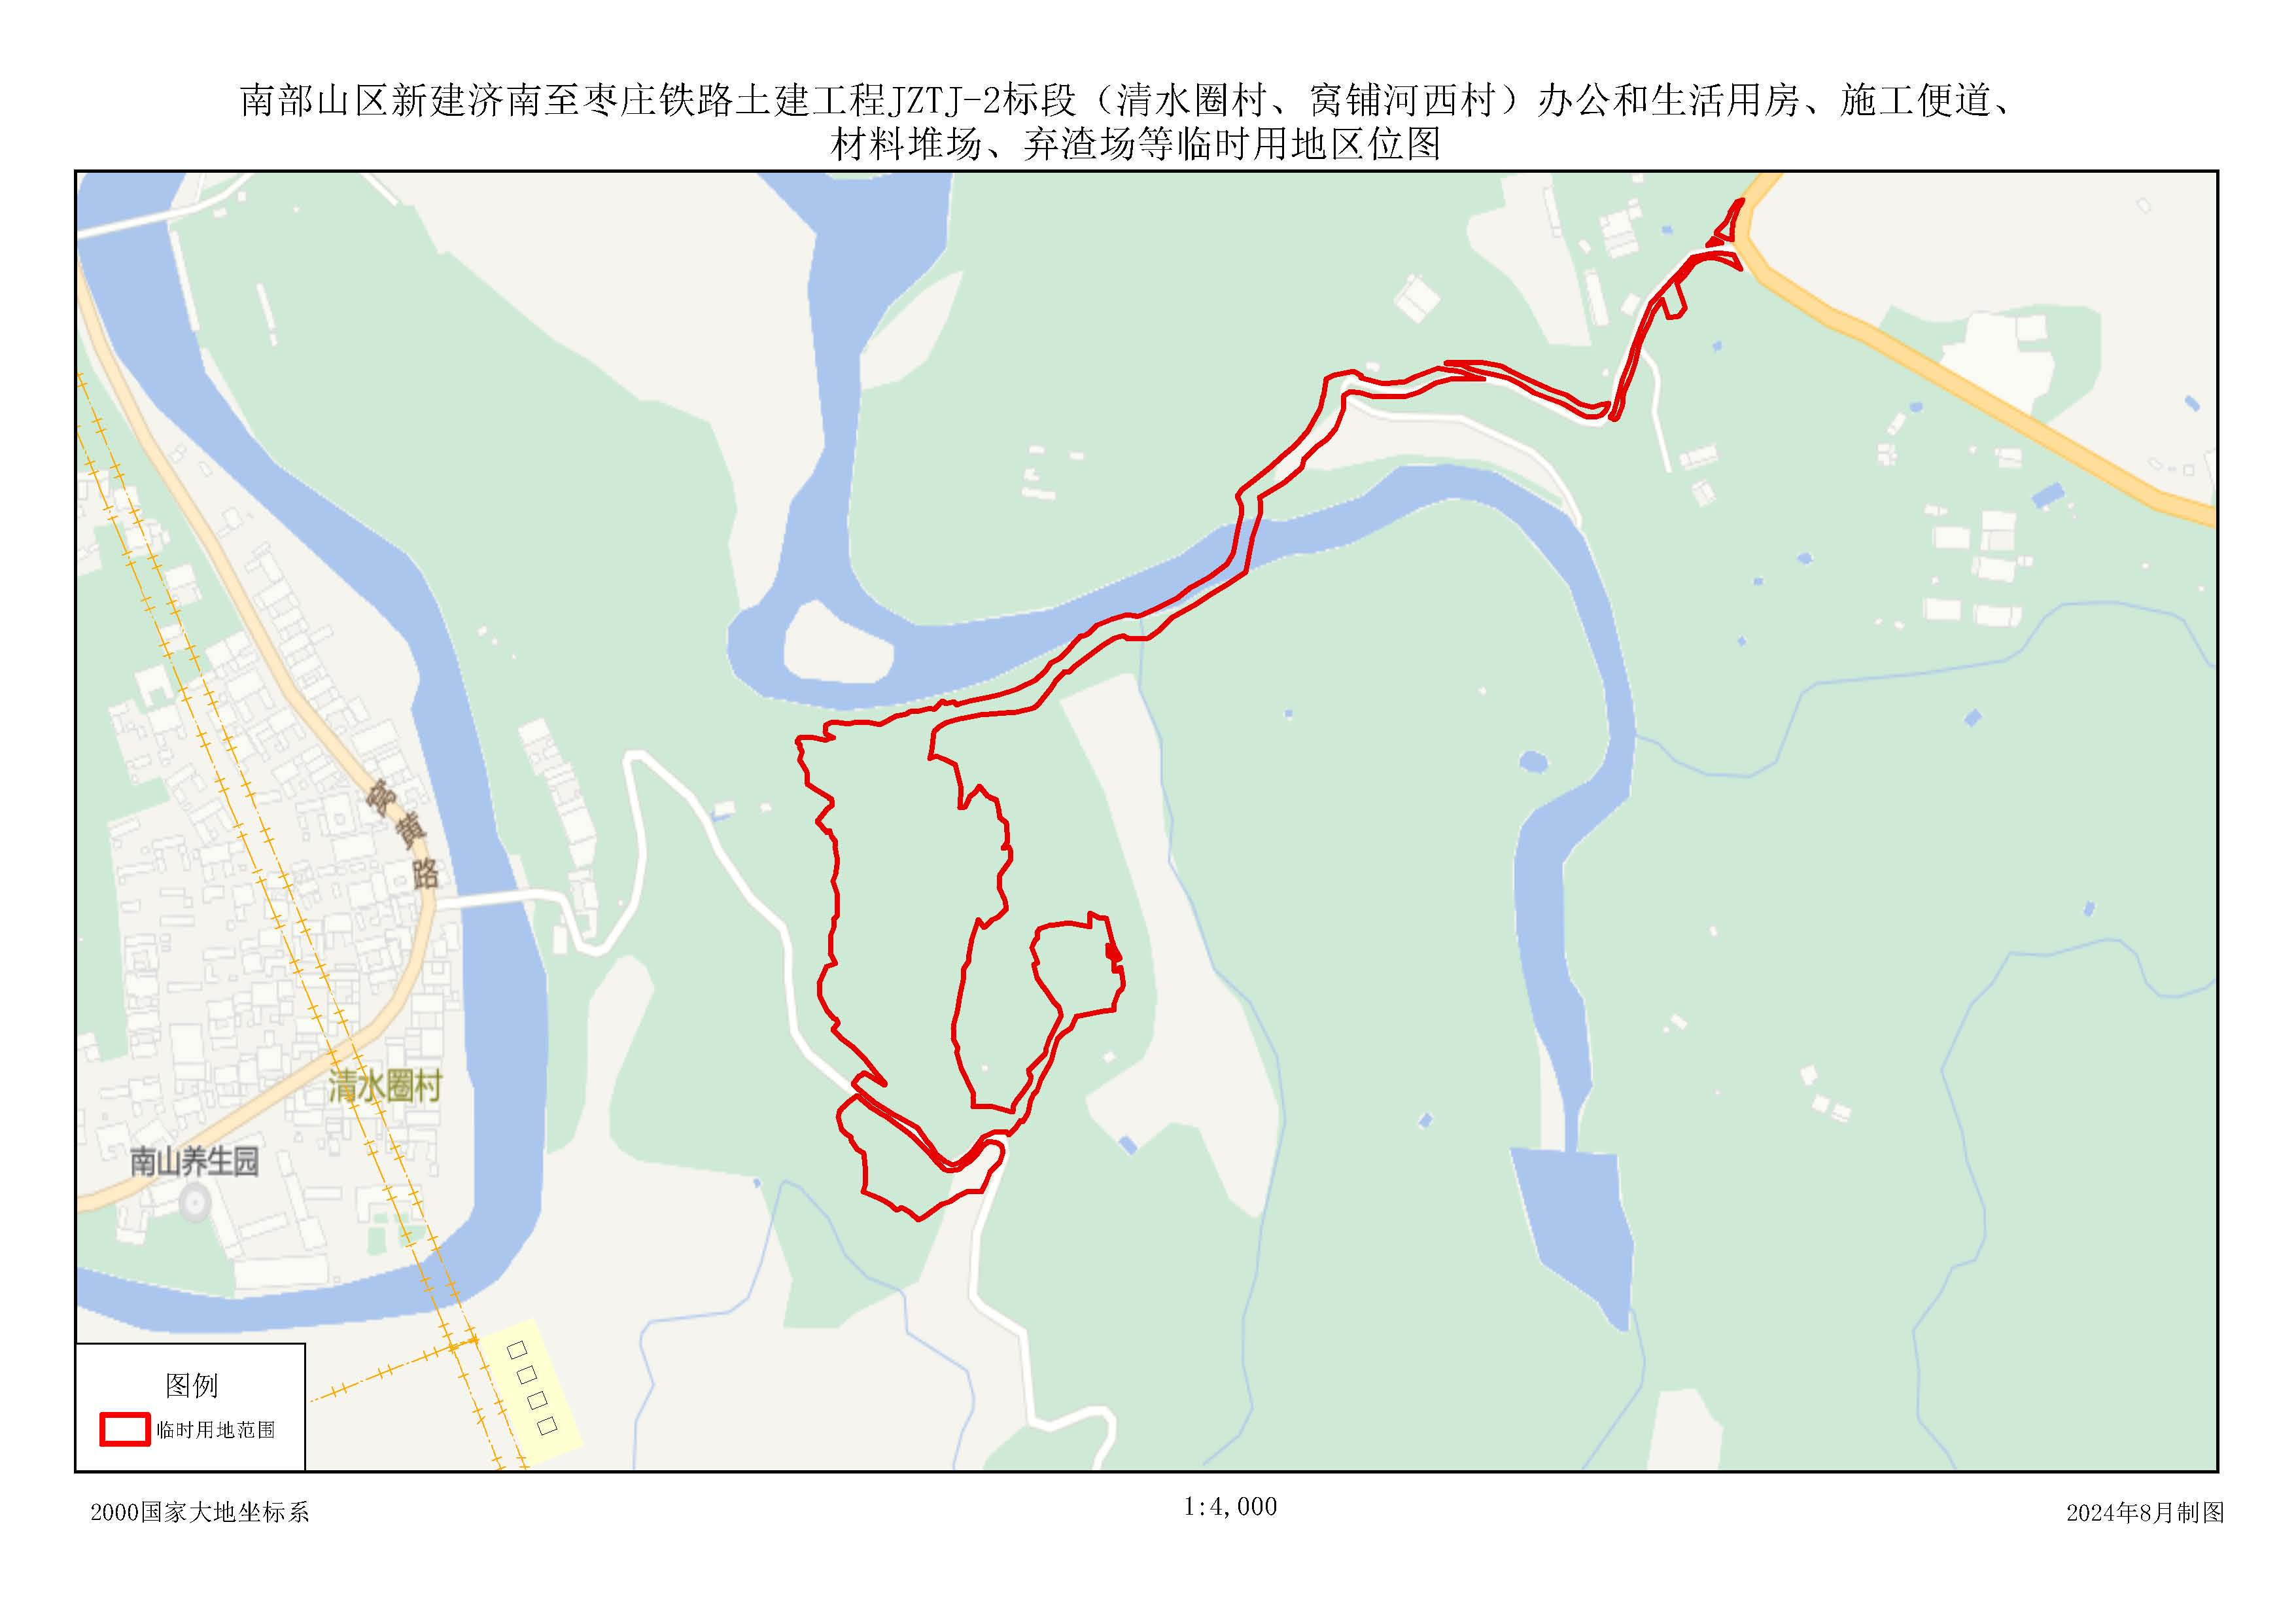 南部山区新建济南至枣庄铁路土建工程JZTJ-2标段（清水圈村、窝铺河西村）办公和生活用房、施工便道、
材料堆场、弃渣场等临时用地区位图
黄
路
清水圈村
南山养生园
图例
临时用地范围
2000国家大地坐标系
1:4,000
2024年8月制图